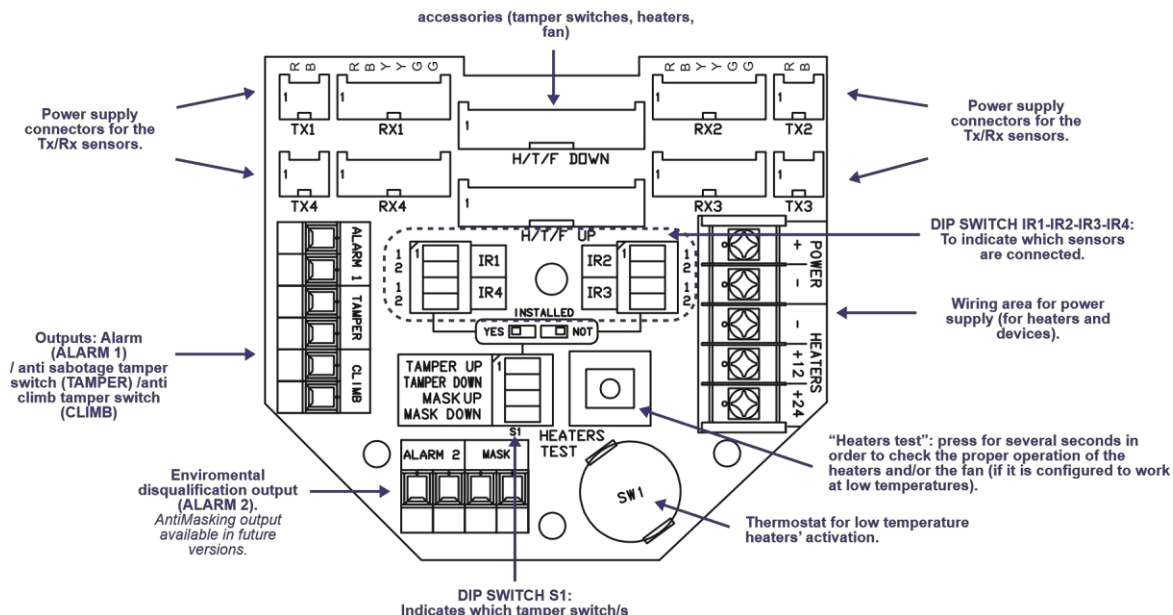 accessories (tamper switches, heaters,
fan)
R B
R B Y Y G G
R B Y Y G G
R B
1
1
1
1
1
TX1
RX1
RX2
TX2
H/T/F DOWN
Power supply
connectors for the
Tx/Rx sensors.
Power supply
connectors for the
Tx/Rx sensors.
1
1
1
1
1
TX4
RX4
RX3
TX3
H/T/F UP
DIP SWITCH IR1-IR2-IR3-IR4:
To indicate which sensors
are connected.
1
2
1
2
1
IR1
IR4
IR2
IR3
1
1
2
1
2
INSTALLED
YES
NOT
ALARM 1
TAMPER
CLIMB
+ POWER -
- HEATERS +12 +24
Wiring area for power
supply (for heaters and
devices).
Outputs: Alarm
(ALARM 1)
/ anti sabotage tamper
switch (TAMPER) /anti
climb tamper switch
(CLIMB)
TAMPER UP
TAMPER DOWN
MASK UP
MASK DOWN
1
S1
HEATERS
TEST
ALARM 2
MASK
SW1
"Heaters test": press for several seconds in
order to check the proper operation of the
heaters and/or the fan (if it is configured to work
at low temperatures).
Enviromental
disqualification output
(ALARM 2).
AntiMasking output
available in future
versions.
Thermostat for low temperature
heaters' activation.
DIP SWITCH S1:
Indicates which tamper switch/s